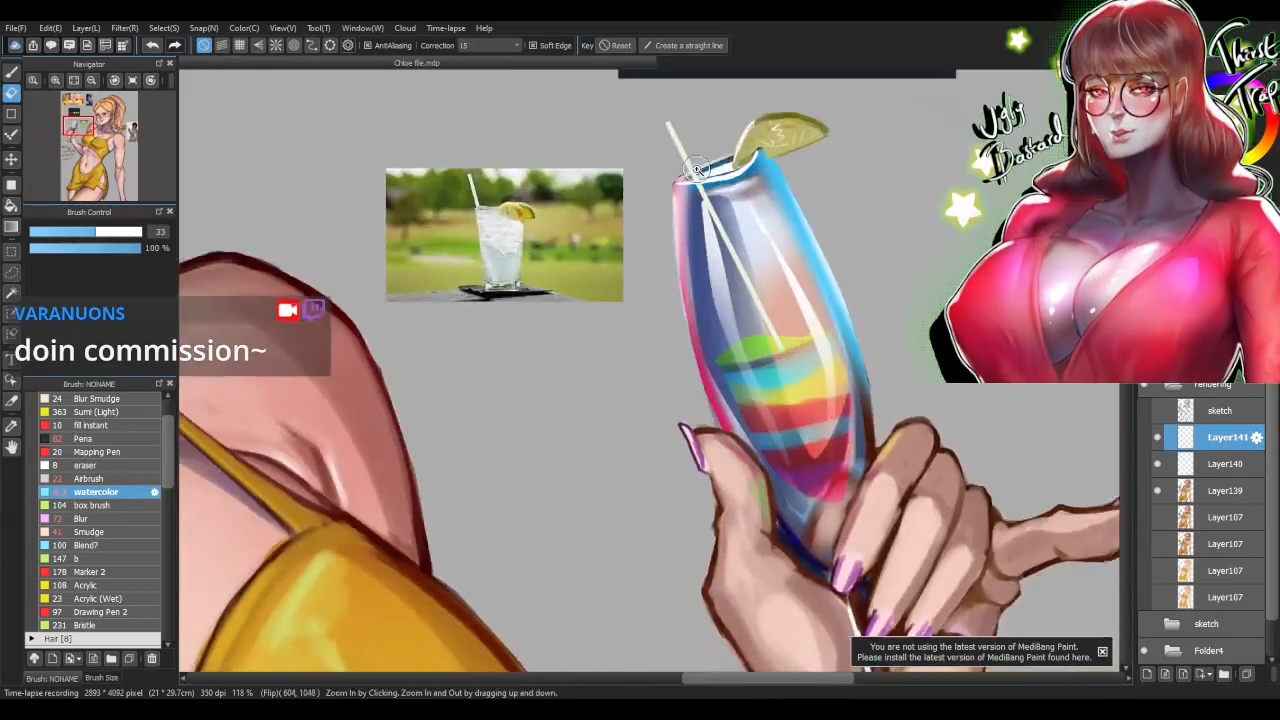 File(F) Edit(E) Layer(L) Filter(R) Select(S) Snap(N) Color(C) View(V) Tool(T) Window(W) Cloud Time-lapse Help
AntiAliasing Correction 15 Soft Edge Key Reset Create a straight line
Navigator
Chloe file.mdp
Thirst
Trap
Ugly
Bastard
Brush Control
33
100 %
VARANUONS
doin commission~
Brush: NONAME
24 Blur Smudge
363 Sumi (Light)
10 fill instant
82 Pena
20 Mapping Pen
8 eraser
22 Airbrush
watercolor
104 box brush
72 Blur
41 Smudge
100 Blend?
147 b
178 Marker 2
108 Acrylic
23 Acrylic (Wet)
97 Drawing Pen 2
231 Bristle
Hair [8]
Brush: NONAME Brush Size
rendering
sketch
Layer141
Layer140
Layer139
Layer107
Layer107
Layer107
Layer107
sketch
Folder4
You are not using the latest version of MediBang Paint.
Please install the latest version of MediBang Paint found here.
Time-lapse recording 2893 * 4092 pixel (21 * 29.7cm) 350 dpi 118 % (Flip) ( 604, 1048 ) Zoom In by Clicking. Zoom In and Out by dragging up and down.